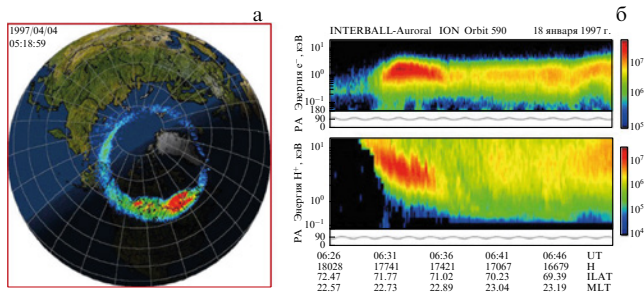 а
1997/04/04
05:18:59
б
INTERBALL-Auroral ION Orbit 590 18 января 1997 г.
Энергия e⁻, кэВ
10¹
10⁰
10⁻¹
PA
180
90
0
10⁷
10⁶
10⁵
Энергия H⁺, кэВ
10¹
10⁰
10⁻¹
PA
90
0
10⁷
10⁶
10⁵
10⁴
06:26 06:31 06:36 06:41 06:46 UT
18028 17741 17421 17067 16679 H
72.47 71.77 71.02 70.23 69.39 ILAT
22.57 22.73 22.89 23.04 23.19 MLT